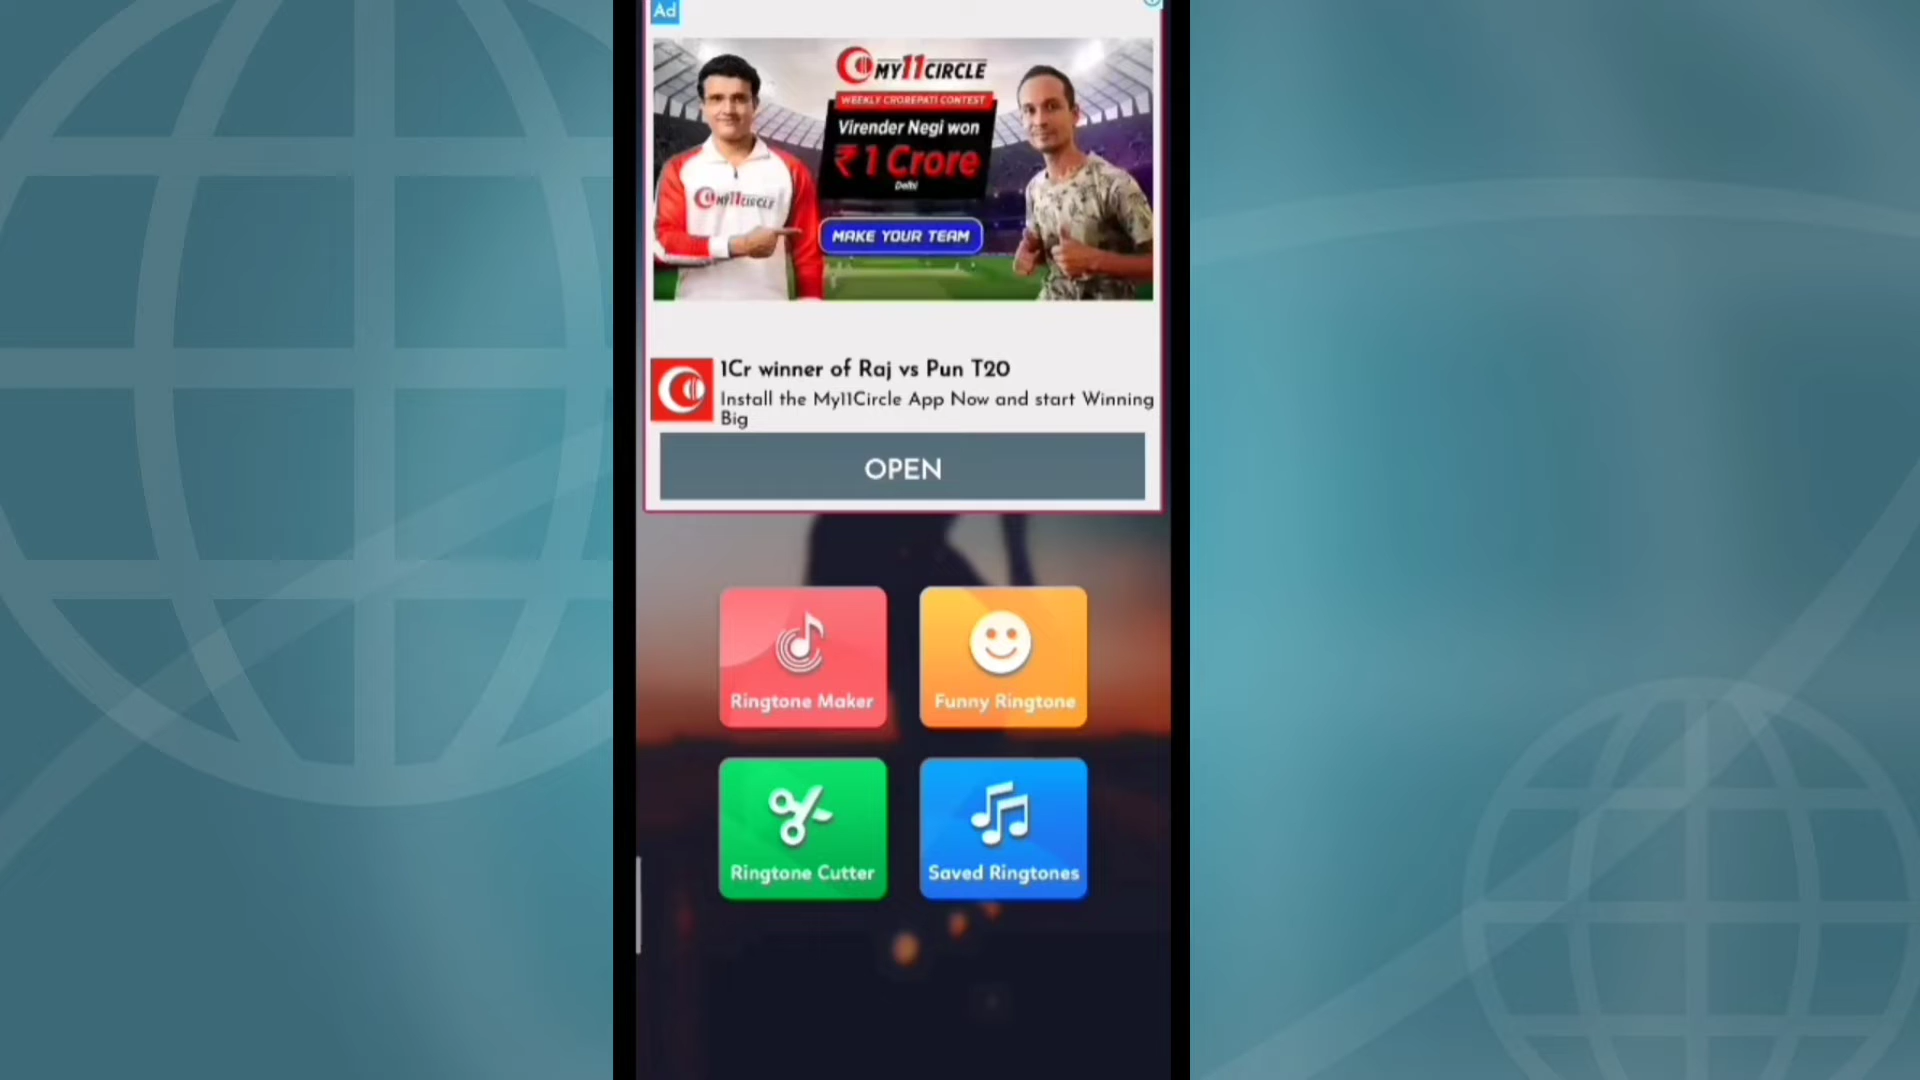 Ad
MY11CIRCLE
WEEKLY CROREPATI CONTEST
Virender Negi won
₹1 Crore
Delhi
MY11CIRCLE
MAKE YOUR TEAM
1Cr winner of Raj vs Pun T20
Install the My11Circle App Now and start Winning
Big
OPEN
Ringtone Maker
Funny Ringtone
Ringtone Cutter
Saved Ringtones